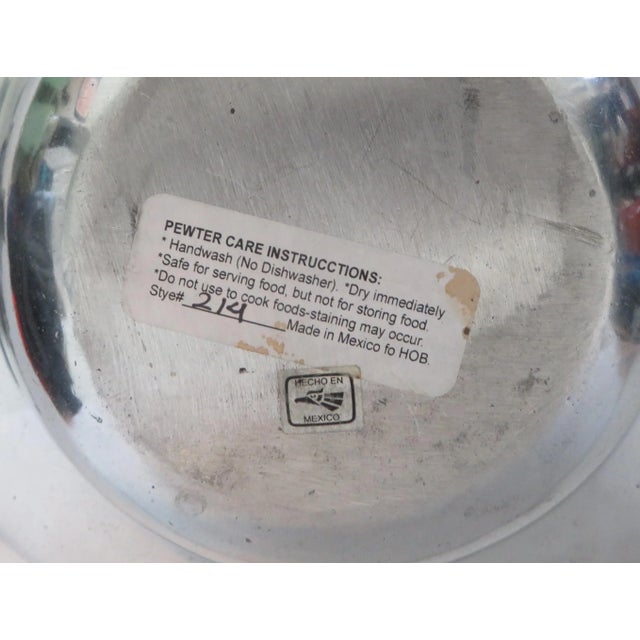 PEWTER CARE INSTRUCCTIONS:
* Handwash (No Dishwasher). *Dry immediately
*Safe for serving food, but not for storing food.
*Do not use to cook foods-staining may occur.
Stye# 214 Made in Mexico fo HOB.
HECHO EN
MEXICO